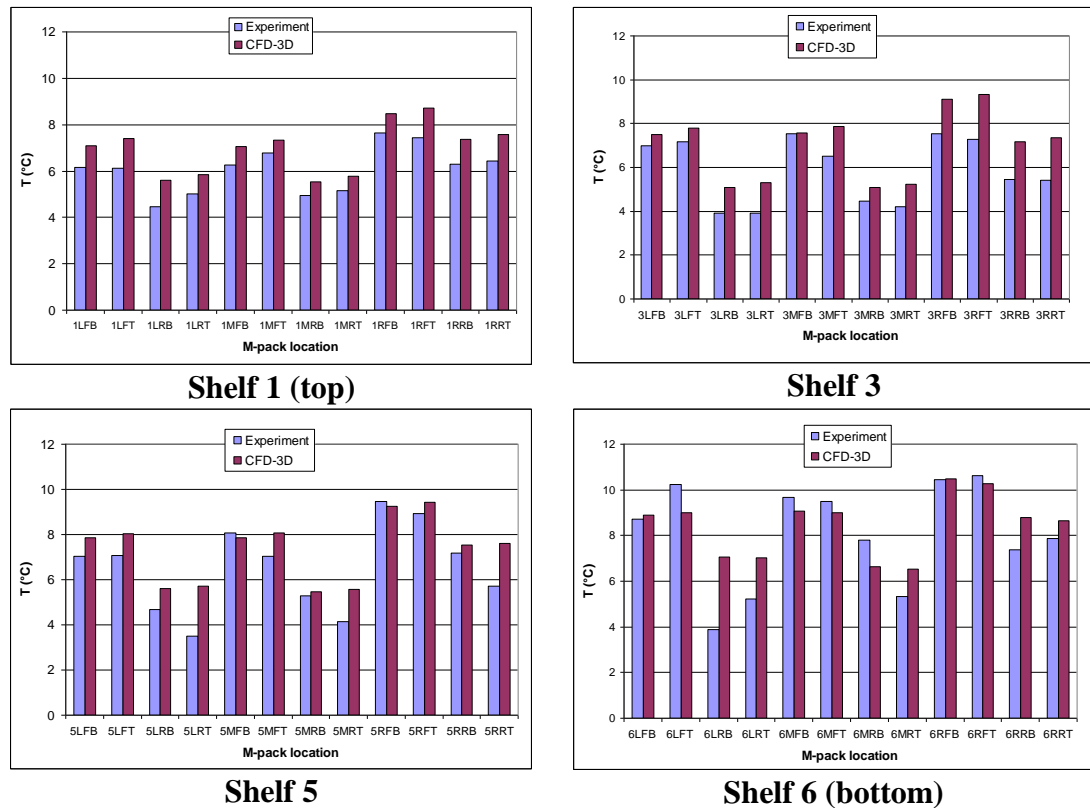 Experiment
CFD-3D
12
10
8
6
4
2
0
T (°C)
1LFB 1LFT 1LRB 1LRT 1MFB 1MFT 1MRB 1MRT 1RFB 1RFT 1RRB 1RRT
M-pack location
Shelf 1 (top)
Experiment
CFD-3D
12
10
8
6
4
2
0
T (°C)
3LFB 3LFT 3LRB 3LRT 3MFB 3MFT 3MRB 3MRT 3RFB 3RFT 3RRB 3RRT
M-pack location
Shelf 3
Experiment
CFD-3D
12
10
8
6
4
2
0
T (°C)
5LFB 5LFT 5LRB 5LRT 5MFB 5MFT 5MRB 5MRT 5RFB 5RFT 5RRB 5RRT
M-pack location
Shelf 5
Experiment
CFD-3D
12
10
8
6
4
2
0
T (°C)
6LFB 6LFT 6LRB 6LRT 6MFB 6MFT 6MRB 6MRT 6RFB 6RFT 6RRB 6RRT
M-pack location
Shelf 6 (bottom)